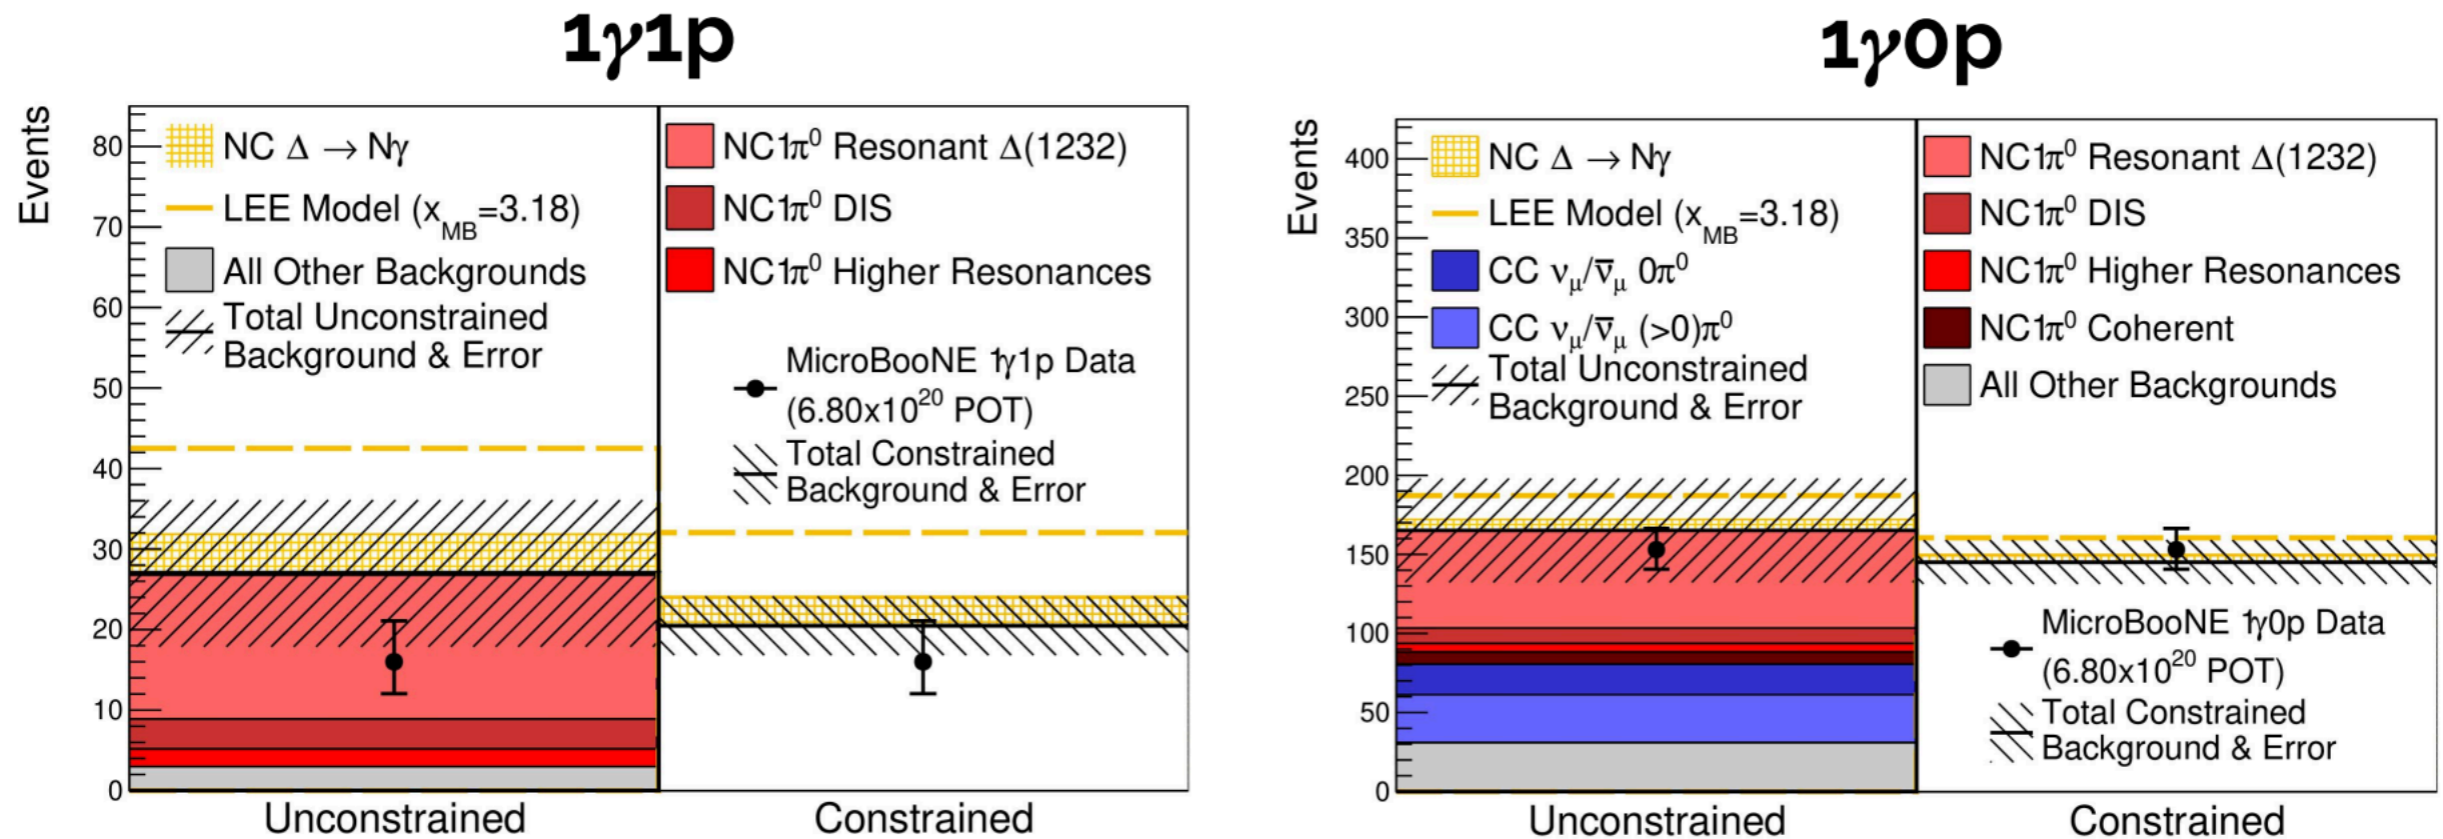 1γ1p
Events
80
70
60
50
40
30
20
10
0
NC Δ → Nγ
LEE Model (x_MB=3.18)
All Other Backgrounds
Total Unconstrained
Background & Error
NC1π⁰ Resonant Δ(1232)
NC1π⁰ DIS
NC1π⁰ Higher Resonances
MicroBooNE 1γ1p Data
(6.80x10²⁰ POT)
Total Constrained
Background & Error
Unconstrained
Constrained
1γ0p
Events
400
350
300
250
200
150
100
50
0
NC Δ → Nγ
LEE Model (x_MB=3.18)
CC ν_μ/ν̅_μ 0π⁰
CC ν_μ/ν̅_μ (>0)π⁰
Total Unconstrained
Background & Error
NC1π⁰ Resonant Δ(1232)
NC1π⁰ DIS
NC1π⁰ Higher Resonances
NC1π⁰ Coherent
All Other Backgrounds
MicroBooNE 1γ0p Data
(6.80x10²⁰ POT)
Total Constrained
Background & Error
Unconstrained
Constrained